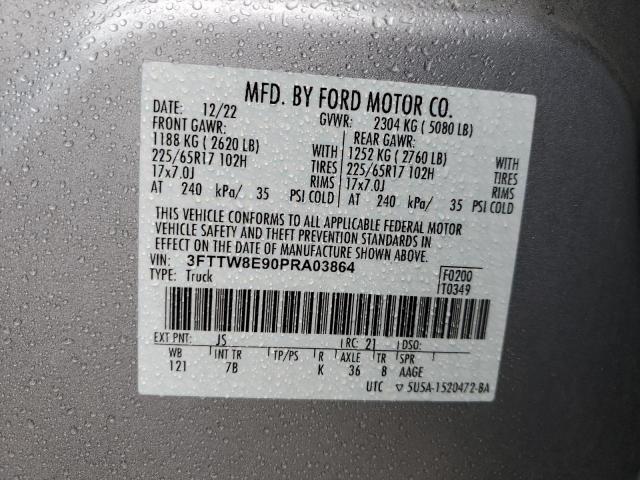 MFD. BY FORD MOTOR CO.
DATE: 12/22 GVWR: 2304 KG ( 5080 LB)
FRONT GAWR: REAR GAWR:
1188 KG ( 2620 LB) WITH 1252 KG ( 2760 LB) WITH
225/65R17 102H TIRES 225/65R17 102H TIRES
17x7.0J RIMS 17x7.0J RIMS
AT 240 kPa/ 35 PSI COLD AT 240 kPa/ 35 PSI COLD
THIS VEHICLE CONFORMS TO ALL APPLICABLE FEDERAL MOTOR
VEHICLE SAFETY AND THEFT PREVENTION STANDARDS IN
EFFECT ON THE DATE OF MANUFACTURE SHOWN ABOVE.
VIN: 3FTTW8E90PRA03864 F0200
TYPE: Truck T0349
EXT PNT: JS RC: 21 DSO:
WB INT TR TP/PS R AXLE TR SPR
121 7B K 36 8 AAGE
UTC ▽ 5U5A-1520472-BA